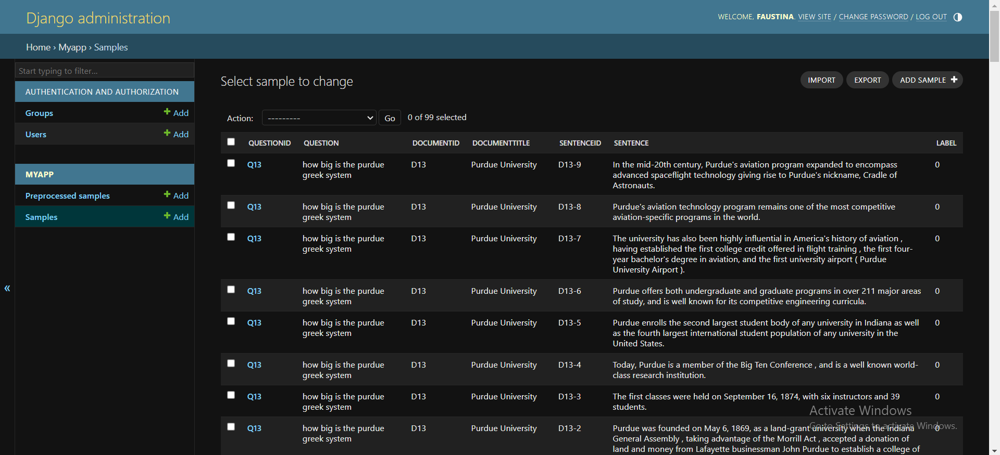 Django administration
WELCOME, FAUSTINA. VIEW SITE / CHANGE PASSWORD / LOG OUT
Home › Myapp › Samples
Start typing to filter...
AUTHENTICATION AND AUTHORIZATION
Groups + Add
Users + Add
MYAPP
Preprocessed samples + Add
Samples + Add
«
Select sample to change
IMPORT EXPORT ADD SAMPLE +
Action: --------- Go 0 of 99 selected
QUESTIONID QUESTION DOCUMENTID DOCUMENTTITLE SENTENCEID SENTENCE LABEL
Q13 how big is the purdue D13 Purdue University D13-9 In the mid-20th century, Purdue's aviation program expanded to encompass 0
greek system advanced spaceflight technology giving rise to Purdue's nickname, Cradle of
Astronauts.
Q13 how big is the purdue D13 Purdue University D13-8 Purdue's aviation technology program remains one of the most competitive 0
greek system aviation-specific programs in the world.
Q13 how big is the purdue D13 Purdue University D13-7 The university has also been highly influential in America's history of aviation , 0
greek system having established the first college credit offered in flight training , the first four-
year bachelor's degree in aviation, and the first university airport ( Purdue
University Airport ).
Q13 how big is the purdue D13 Purdue University D13-6 Purdue offers both undergraduate and graduate programs in over 211 major areas 0
greek system of study, and is well known for its competitive engineering curricula.
Q13 how big is the purdue D13 Purdue University D13-5 Purdue enrolls the second largest student body of any university in Indiana as well 0
greek system as the fourth largest international student population of any university in the
United States.
Q13 how big is the purdue D13 Purdue University D13-4 Today, Purdue is a member of the Big Ten Conference , and is a well known world- 0
greek system class research institution.
Q13 how big is the purdue D13 Purdue University D13-3 The first classes were held on September 16, 1874, with six instructors and 39 0
greek system students.
Activate Windows
Go to Settings to activate Windows.
Q13 how big is the purdue D13 Purdue University D13-2 Purdue was founded on May 6, 1869, as a land-grant university when the Indiana 0
greek system General Assembly , taking advantage of the Morrill Act , accepted a donation of
land and money from Lafayette businessman John Purdue to establish a college of